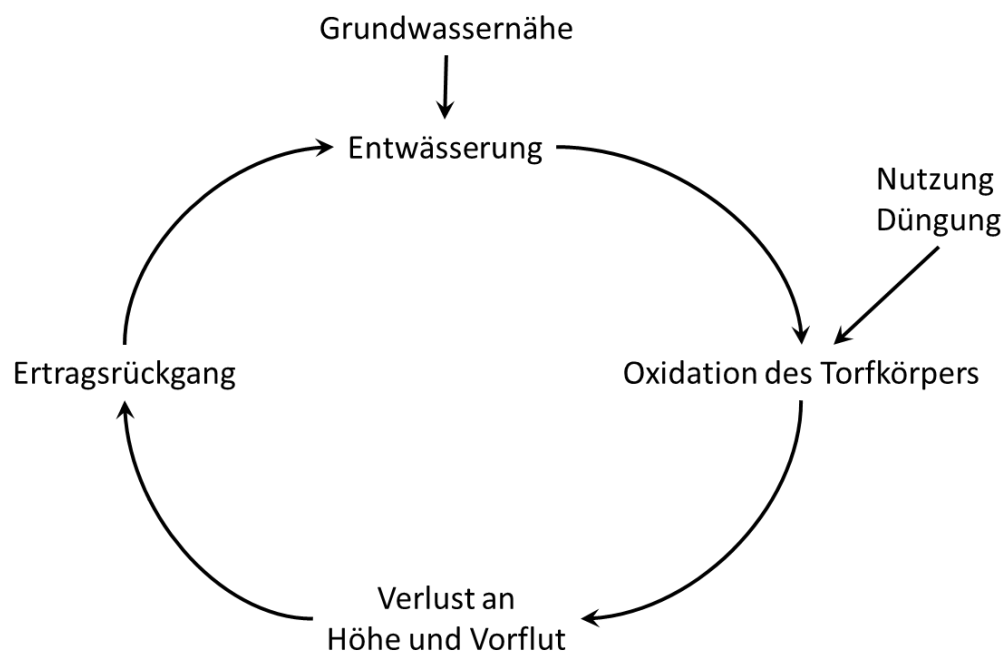 Grundwassernähe
Entwässerung
Nutzung
Düngung
Ertragsrückgang
Oxidation des Torfkörpers
Verlust an
Höhe und Vorflut